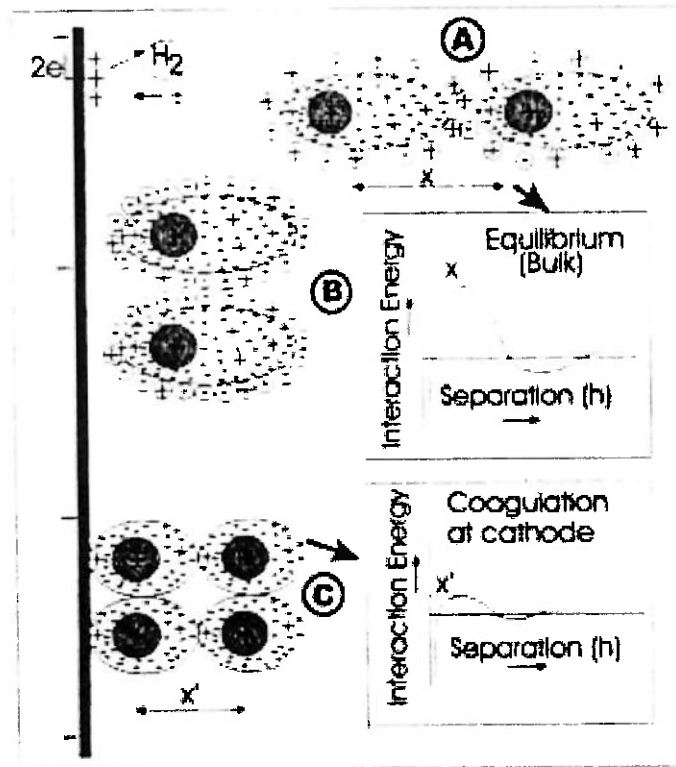 A
2e
H2
X
Equilibrium
(Bulk)
X
Interaction Energy
Separation (h)
B
Coagulation
at cathode
X'
Interaction Energy
Separation (h)
C
X'